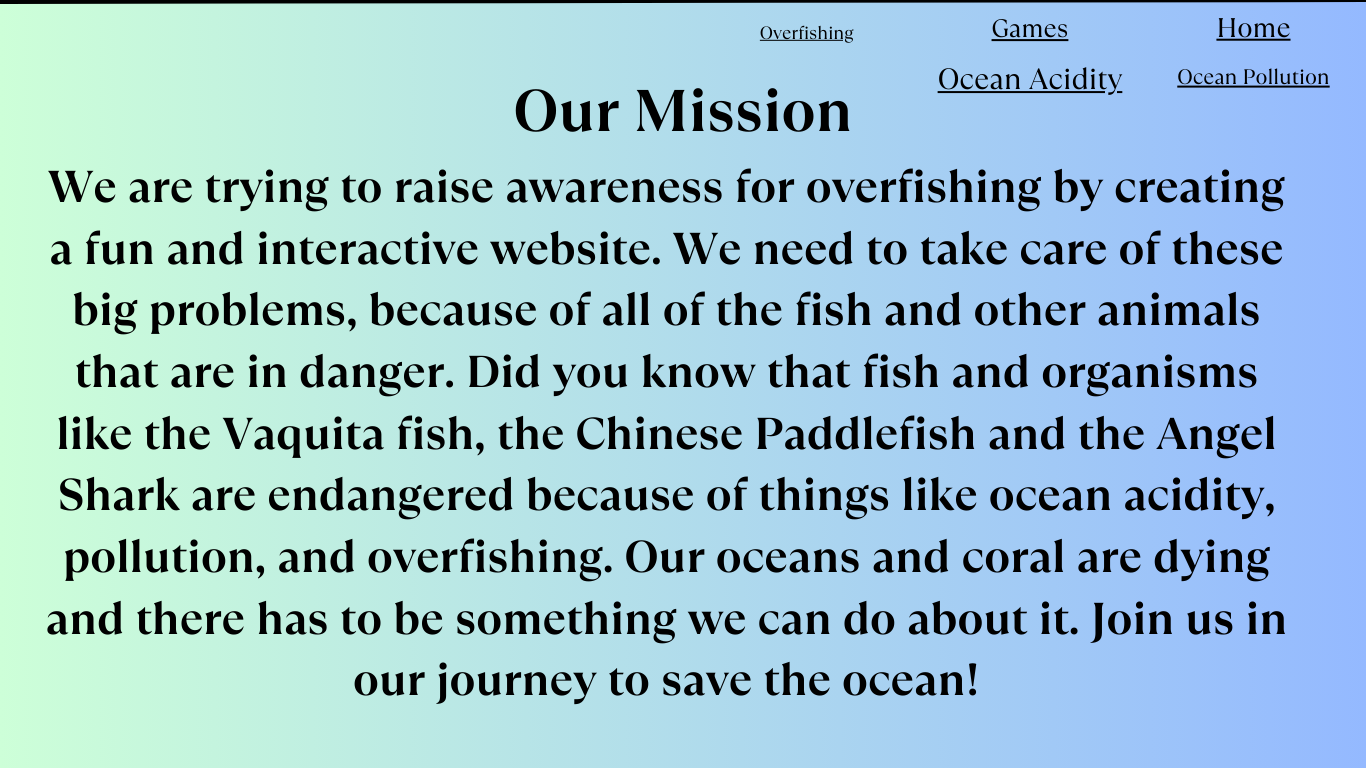 Overfishing
Games
Home
Ocean Acidity
Ocean Pollution
Our Mission
We are trying to raise awareness for overfishing by creating
a fun and interactive website. We need to take care of these
big problems, because of all of the fish and other animals
that are in danger. Did you know that fish and organisms
like the Vaquita fish, the Chinese Paddlefish and the Angel
Shark are endangered because of things like ocean acidity,
pollution, and overfishing. Our oceans and coral are dying
and there has to be something we can do about it. Join us in
our journey to save the ocean!